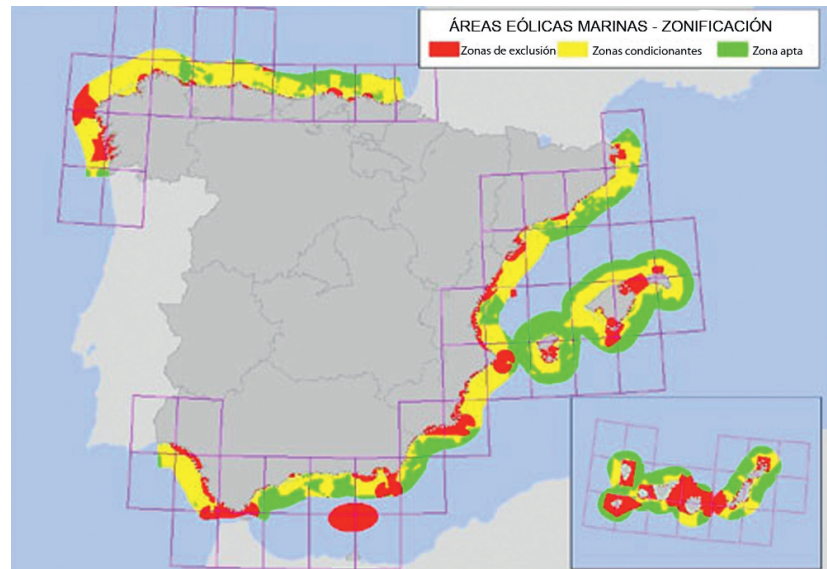 ÁREAS EÓLICAS MARINAS - ZONIFICACIÓN
Zonas de exclusión Zonas condicionantes Zona apta